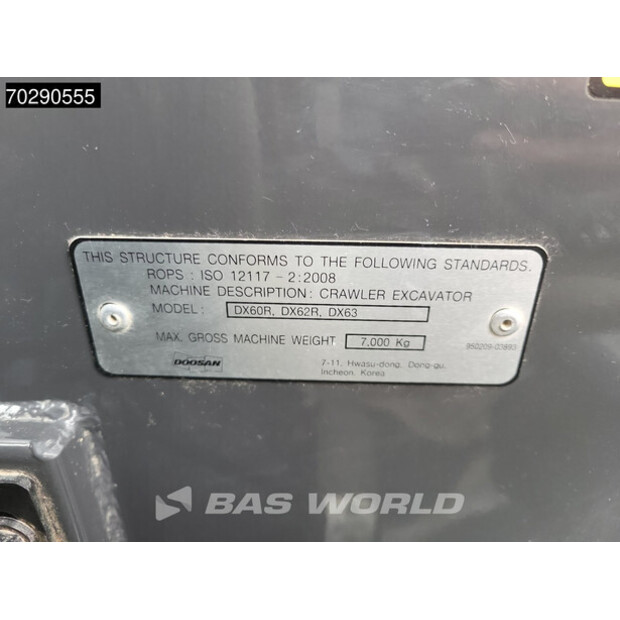 70290555
THIS STRUCTURE CONFORMS TO THE FOLLOWING STANDARDS.
ROPS : ISO 12117 - 2:2008
MACHINE DESCRIPTION: CRAWLER EXCAVATOR
MODEL: DX60R, DX62R, DX63
MAX. GROSS MACHINE WEIGHT 7,000 Kg
DOOSAN
7-11, Hwasu-dong, Dong-gu,
Incheon, Korea
BAS WORLD